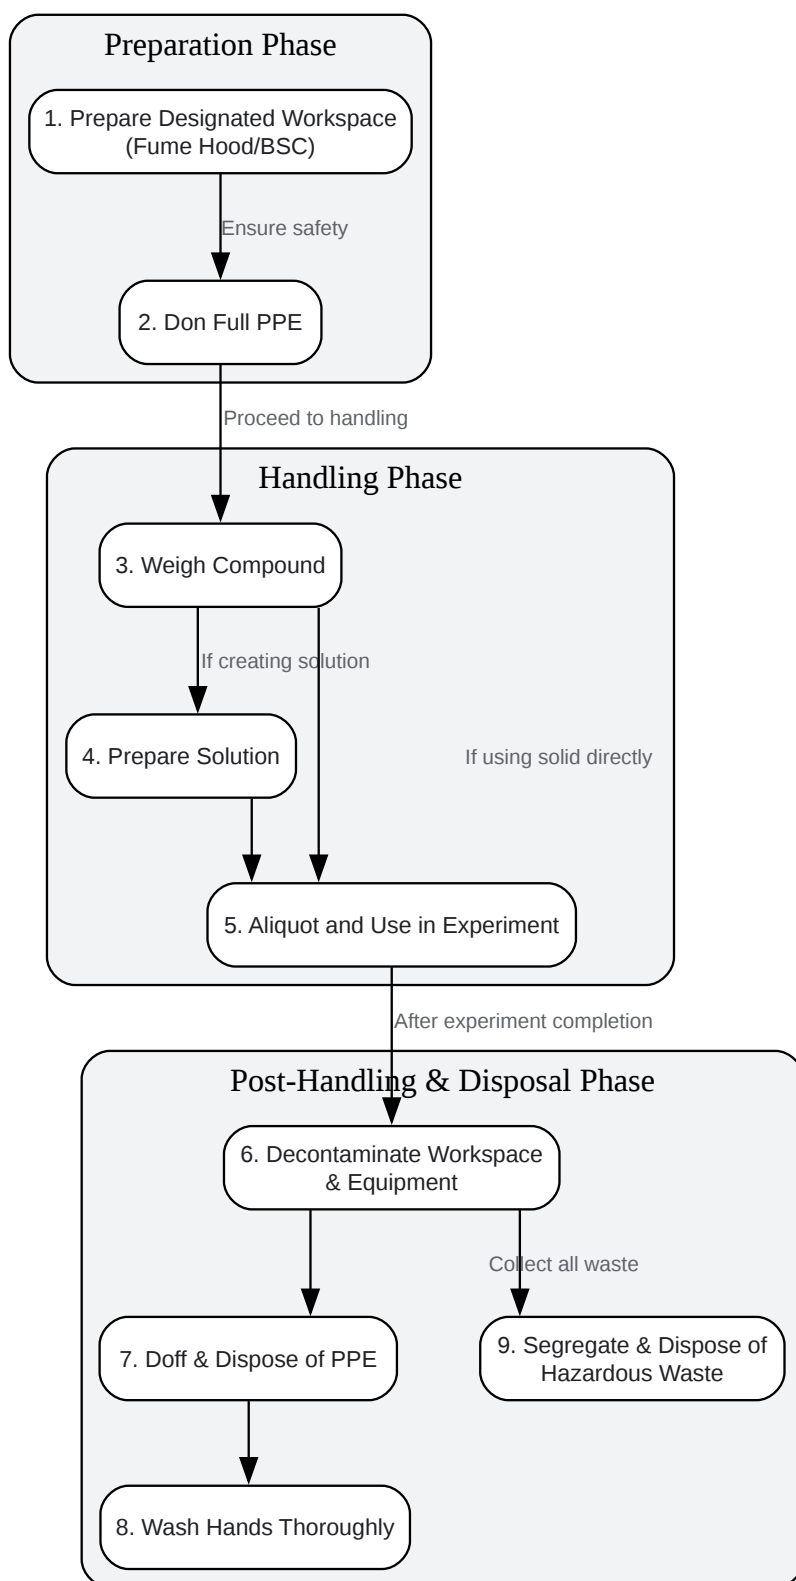 Preparation Phase
1. Prepare Designated Workspace
(Fume Hood/BSC)
Ensure safety
2. Don Full PPE
Proceed to handling
Handling Phase
3. Weigh Compound
If creating solution
4. Prepare Solution
If using solid directly
5. Aliquot and Use in Experiment
After experiment completion
Post-Handling & Disposal Phase
6. Decontaminate Workspace
& Equipment
Collect all waste
7. Doff & Dispose of PPE
9. Segregate & Dispose of
Hazardous Waste
8. Wash Hands Thoroughly